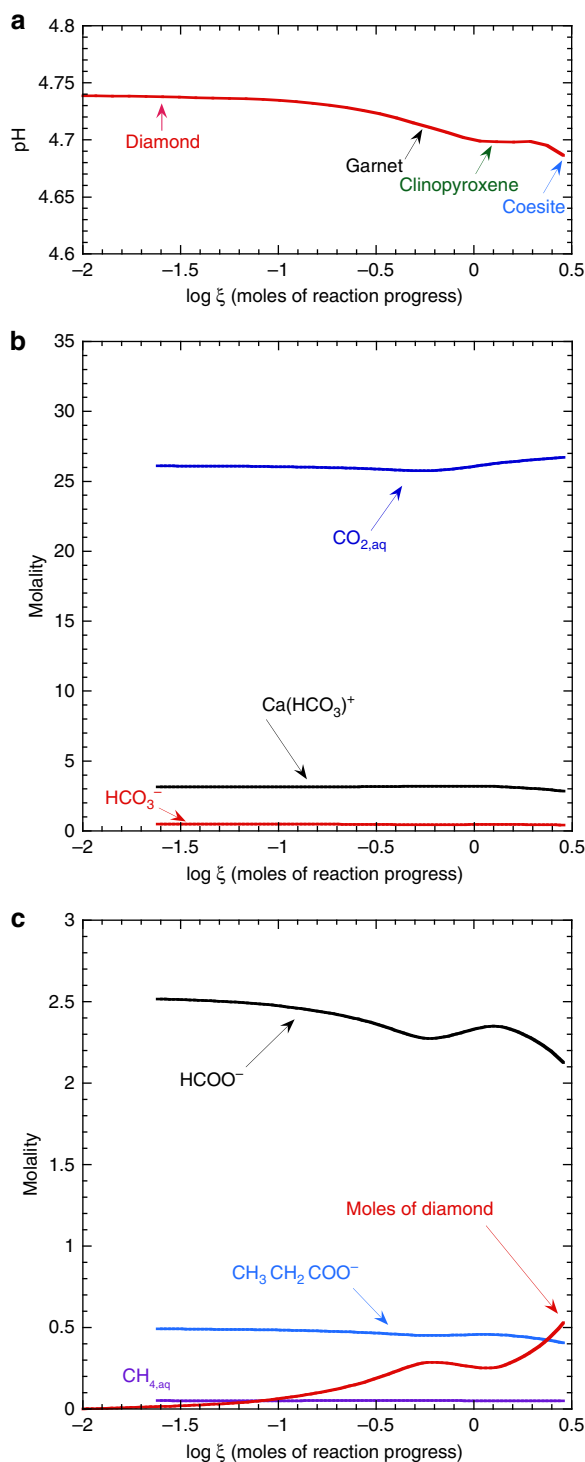 a
4.8
4.75
4.7
4.65
4.6
pH
Diamond
Garnet
Clinopyroxene
Coesite
−2 −1.5 −1 −0.5 0 0.5
log ξ (moles of reaction progress)
b
35
30
25
20
15
10
5
0
Molality
CO2,aq
Ca(HCO3)+
HCO3−
−2 −1.5 −1 −0.5 0 0.5
log ξ (moles of reaction progress)
c
3
2.5
2
1.5
1
0.5
0
Molality
HCOO−
Moles of diamond
CH3 CH2 COO−
CH4,aq
−2 −1.5 −1 −0.5 0 0.5
log ξ (moles of reaction progress)